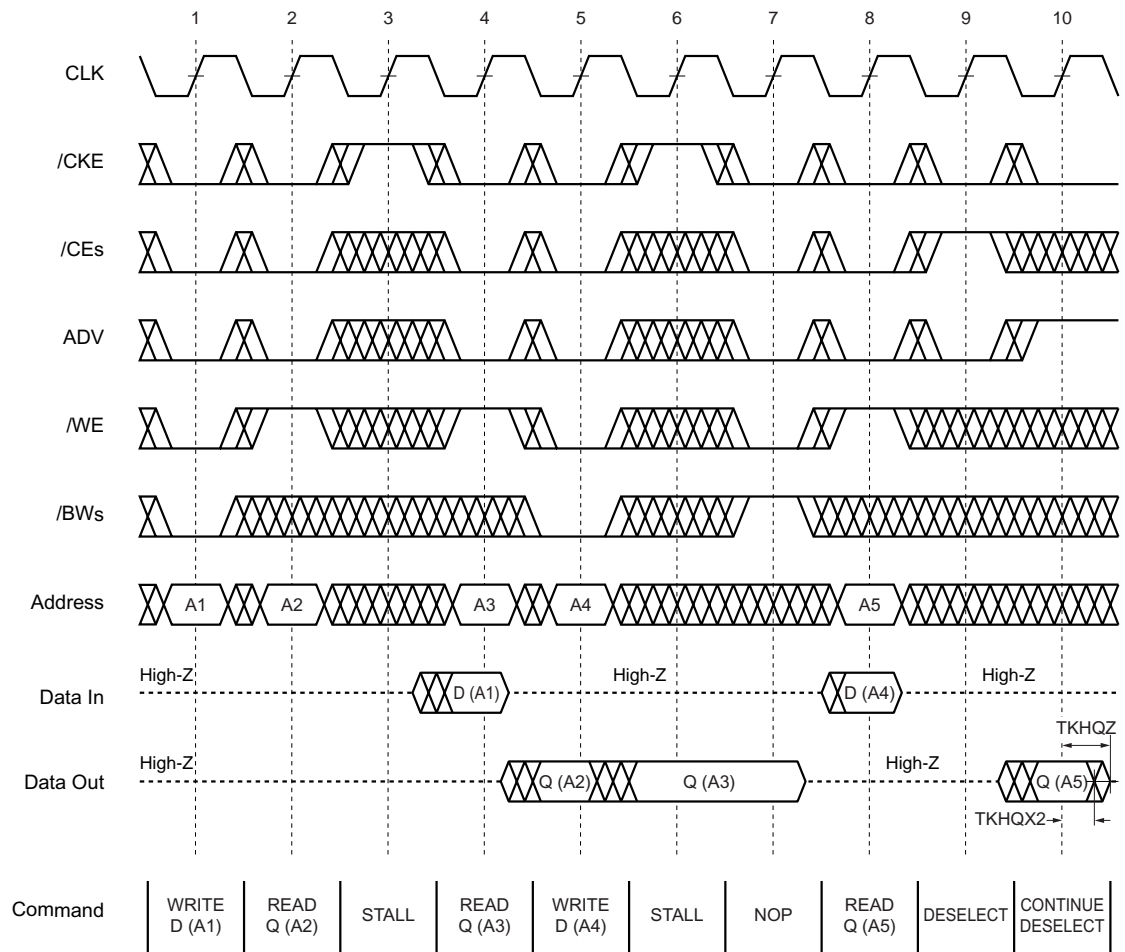 1 2 3 4 5 6 7 8 9 10
CLK
/CKE
/CEs
ADV
/WE
/BWs
Address A1 A2 A3 A4 A5
High-Z High-Z High-Z
Data In D (A1) D (A4)
TKHQZ
High-Z High-Z
Data Out Q (A2) Q (A3) Q (A5)
TKHQX2
Command
WRITE
D (A1)
READ
Q (A2)
STALL
READ
Q (A3)
WRITE
D (A4)
STALL
NOP
READ
Q (A5)
DESELECT
CONTINUE
DESELECT